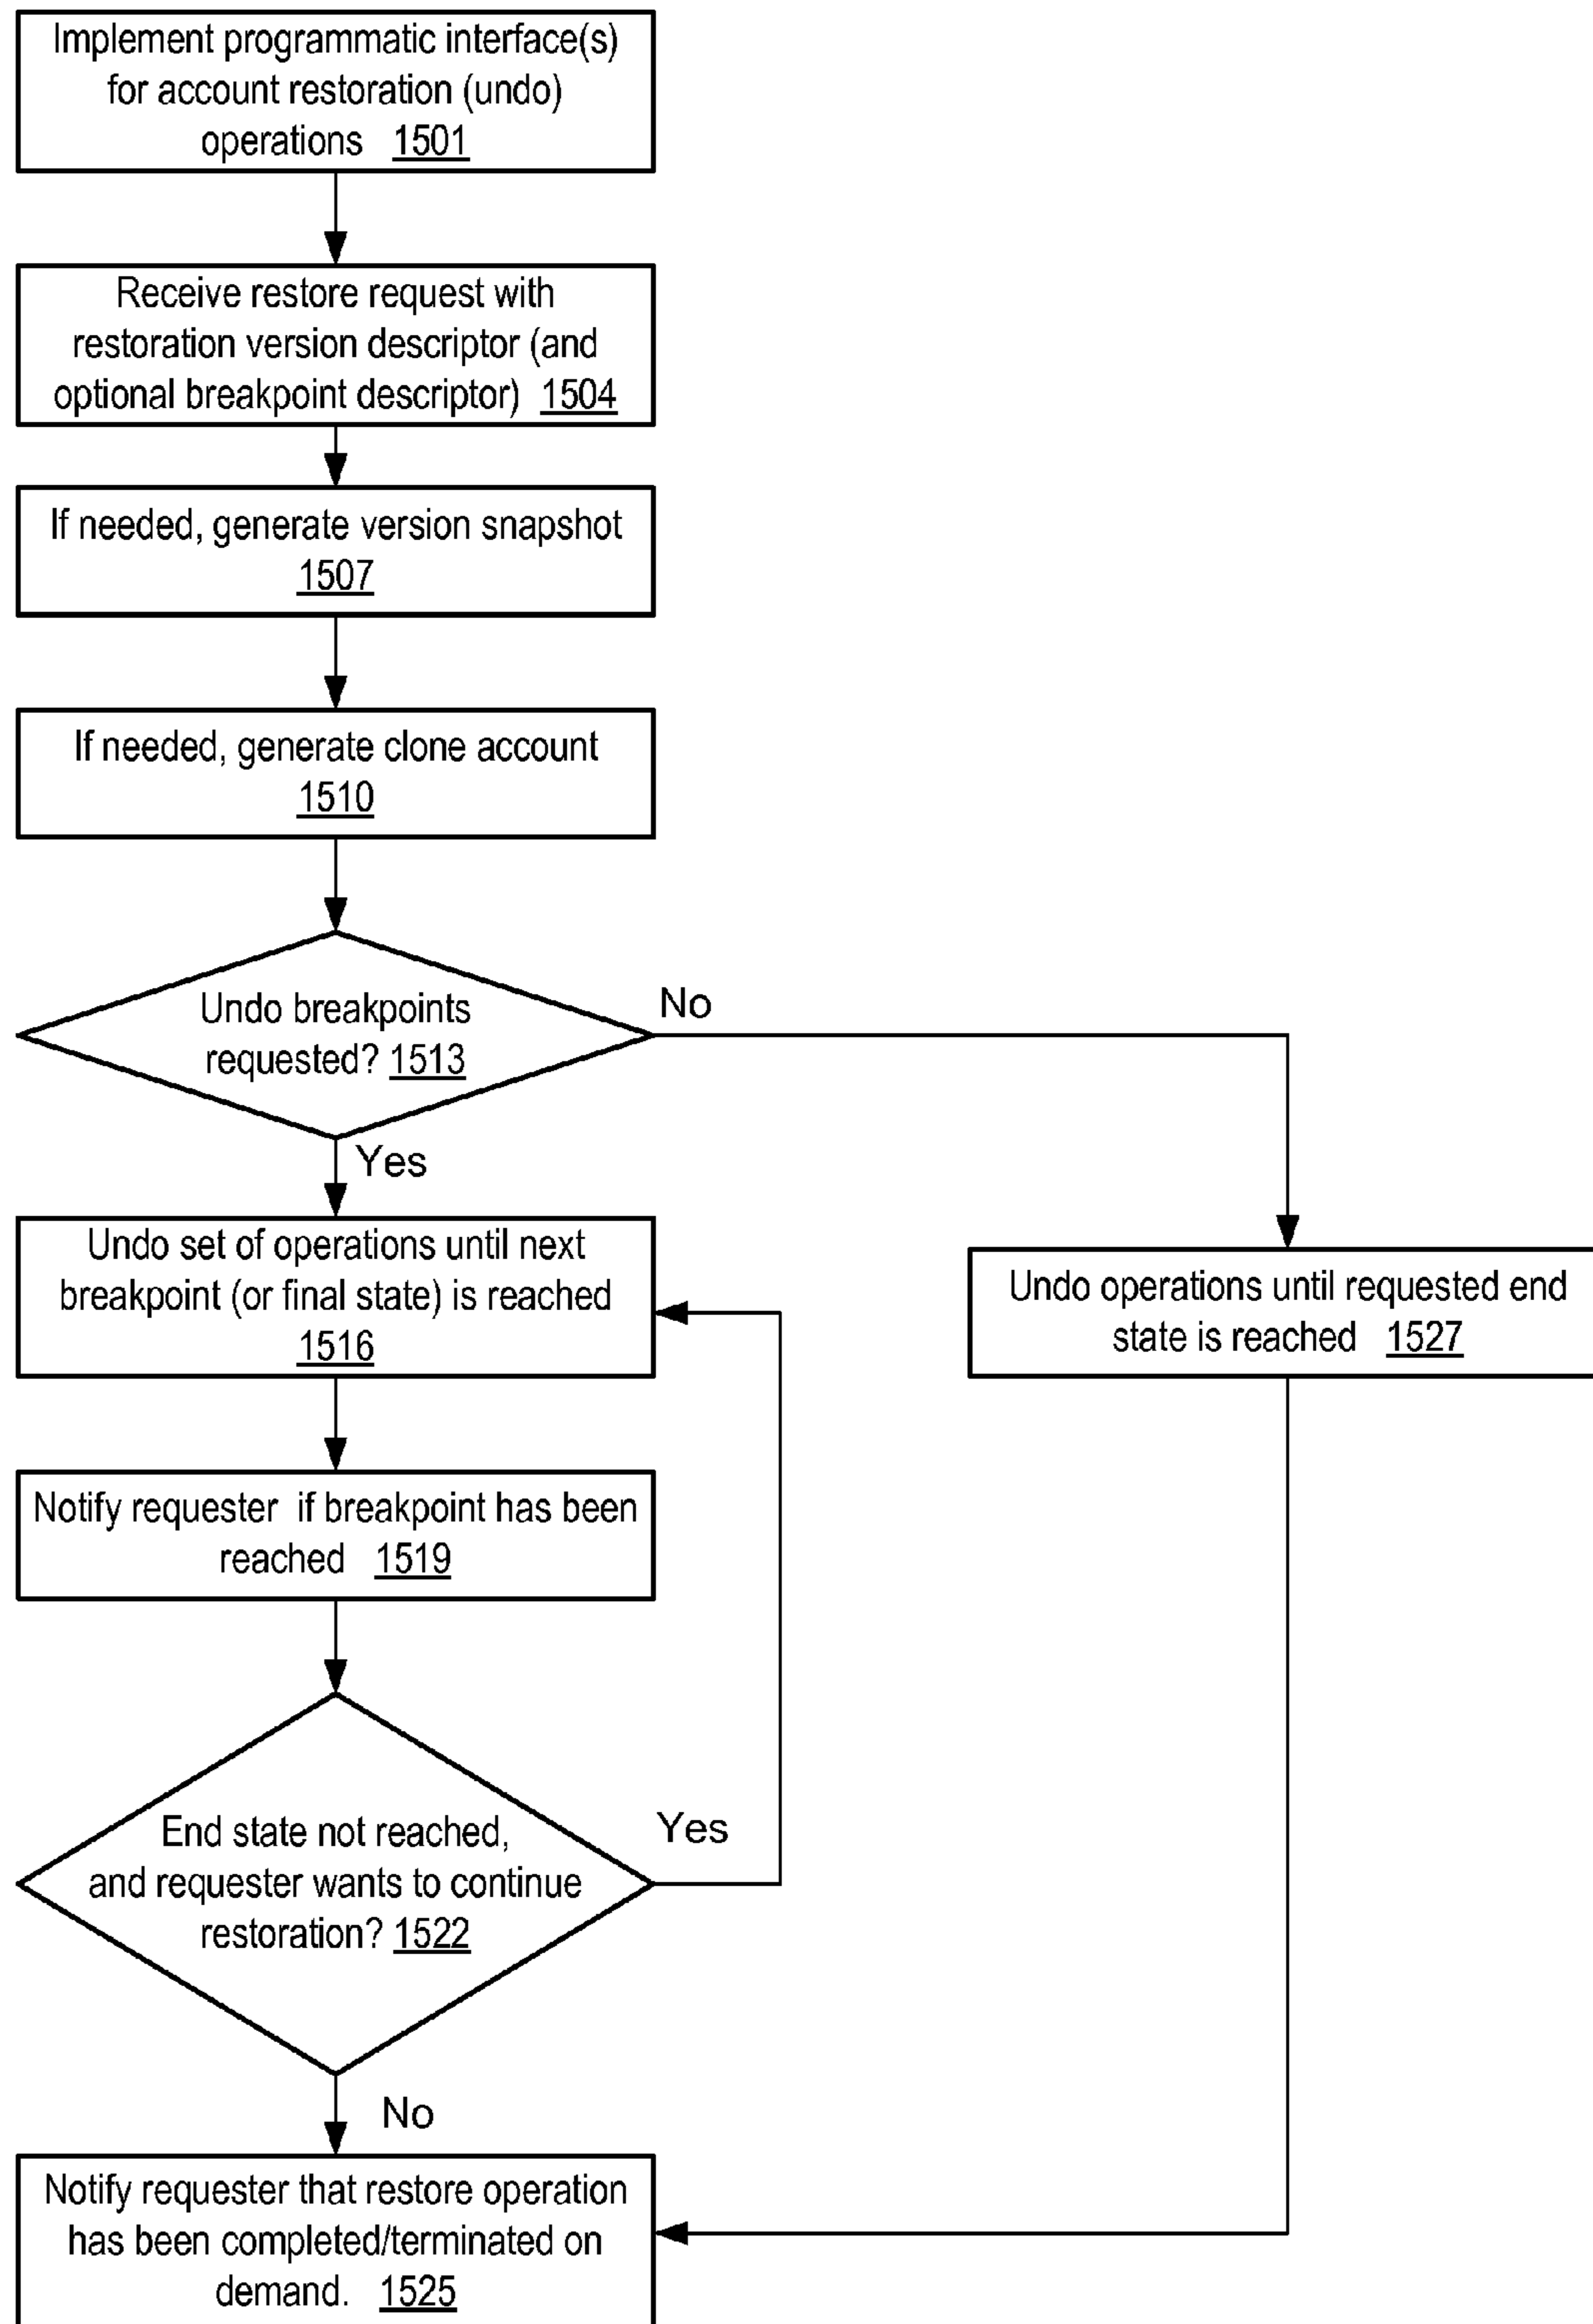 Implement programmatic interface(s)
for account restoration (undo)
operations 1501
Receive restore request with
restoration version descriptor (and
optional breakpoint descriptor) 1504
If needed, generate version snapshot
1507
If needed, generate clone account
1510
Undo breakpoints
requested? 1513
No
Yes
Undo set of operations until next
breakpoint (or final state) is reached
1516
Undo operations until requested end
state is reached 1527
Notify requester if breakpoint has been
reached 1519
End state not reached,
and requester wants to continue
restoration? 1522
Yes
No
Notify requester that restore operation
has been completed/terminated on
demand. 1525